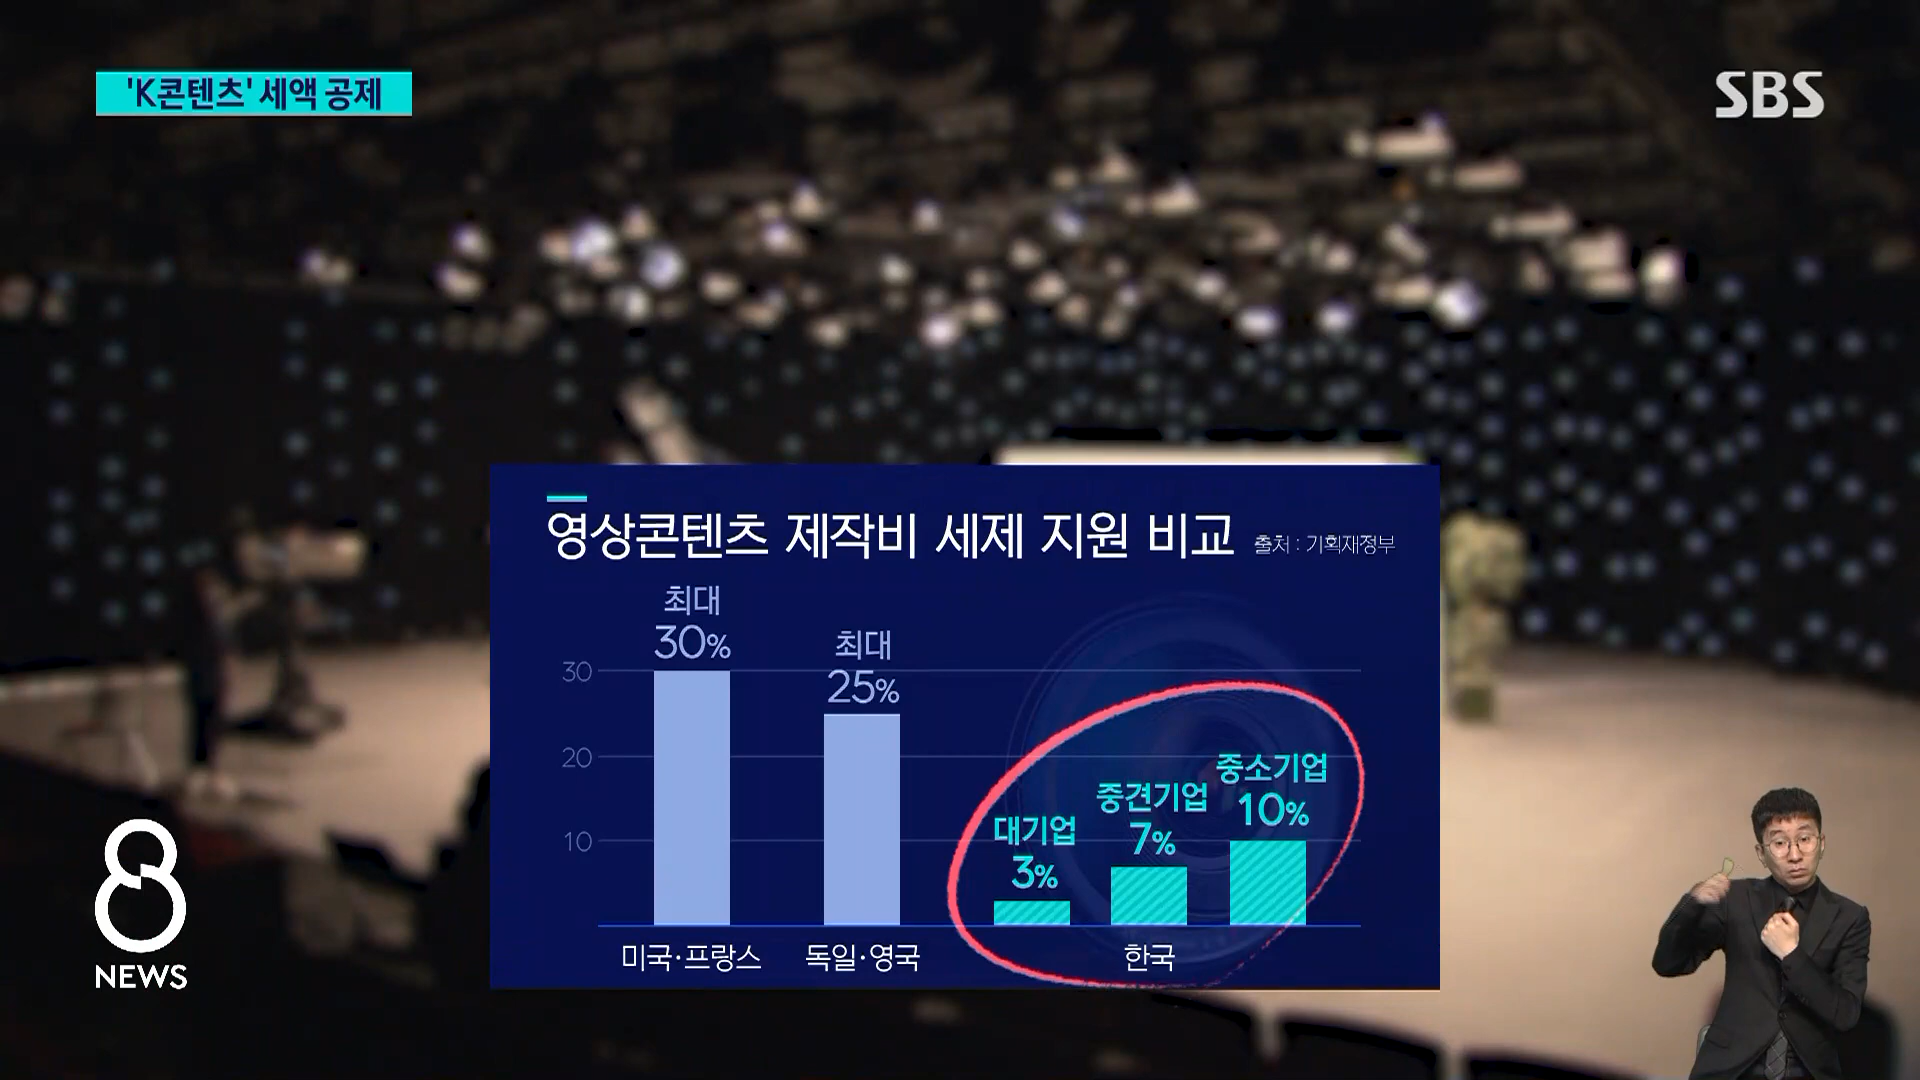 'K콘텐츠' 세액 공제
SBS
영상콘텐츠 제작비 세제 지원 비교 출처 : 기획재정부
최대
30%
최대
25%
30
20
10
대기업
3%
중견기업
7%
중소기업
10%
미국·프랑스
독일·영국
한국
8
NEWS